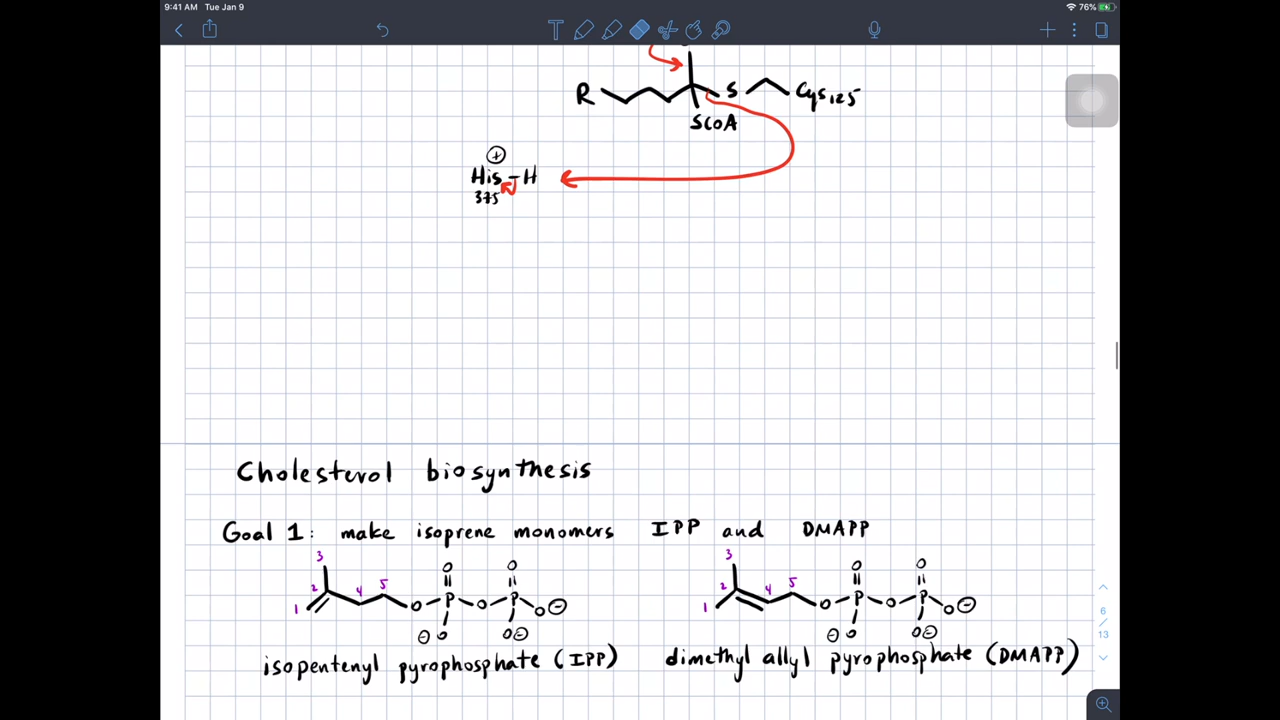 9:41 AM Tue Jan 9
76%
R S Cys125
SCoA
⊕
His – H
375
Cholesterol biosynthesis
Goal 1: make isoprene monomers IPP and DMAPP
3 O O 3 O O
1 2 4 5 O P O P O⊖ 1 2 4 5 O P O P O⊖
⊖O O⊖ ⊖O O⊖
isopentenyl pyrophosphate (IPP) dimethyl allyl pyrophosphate (DMAPP)
6
/
13